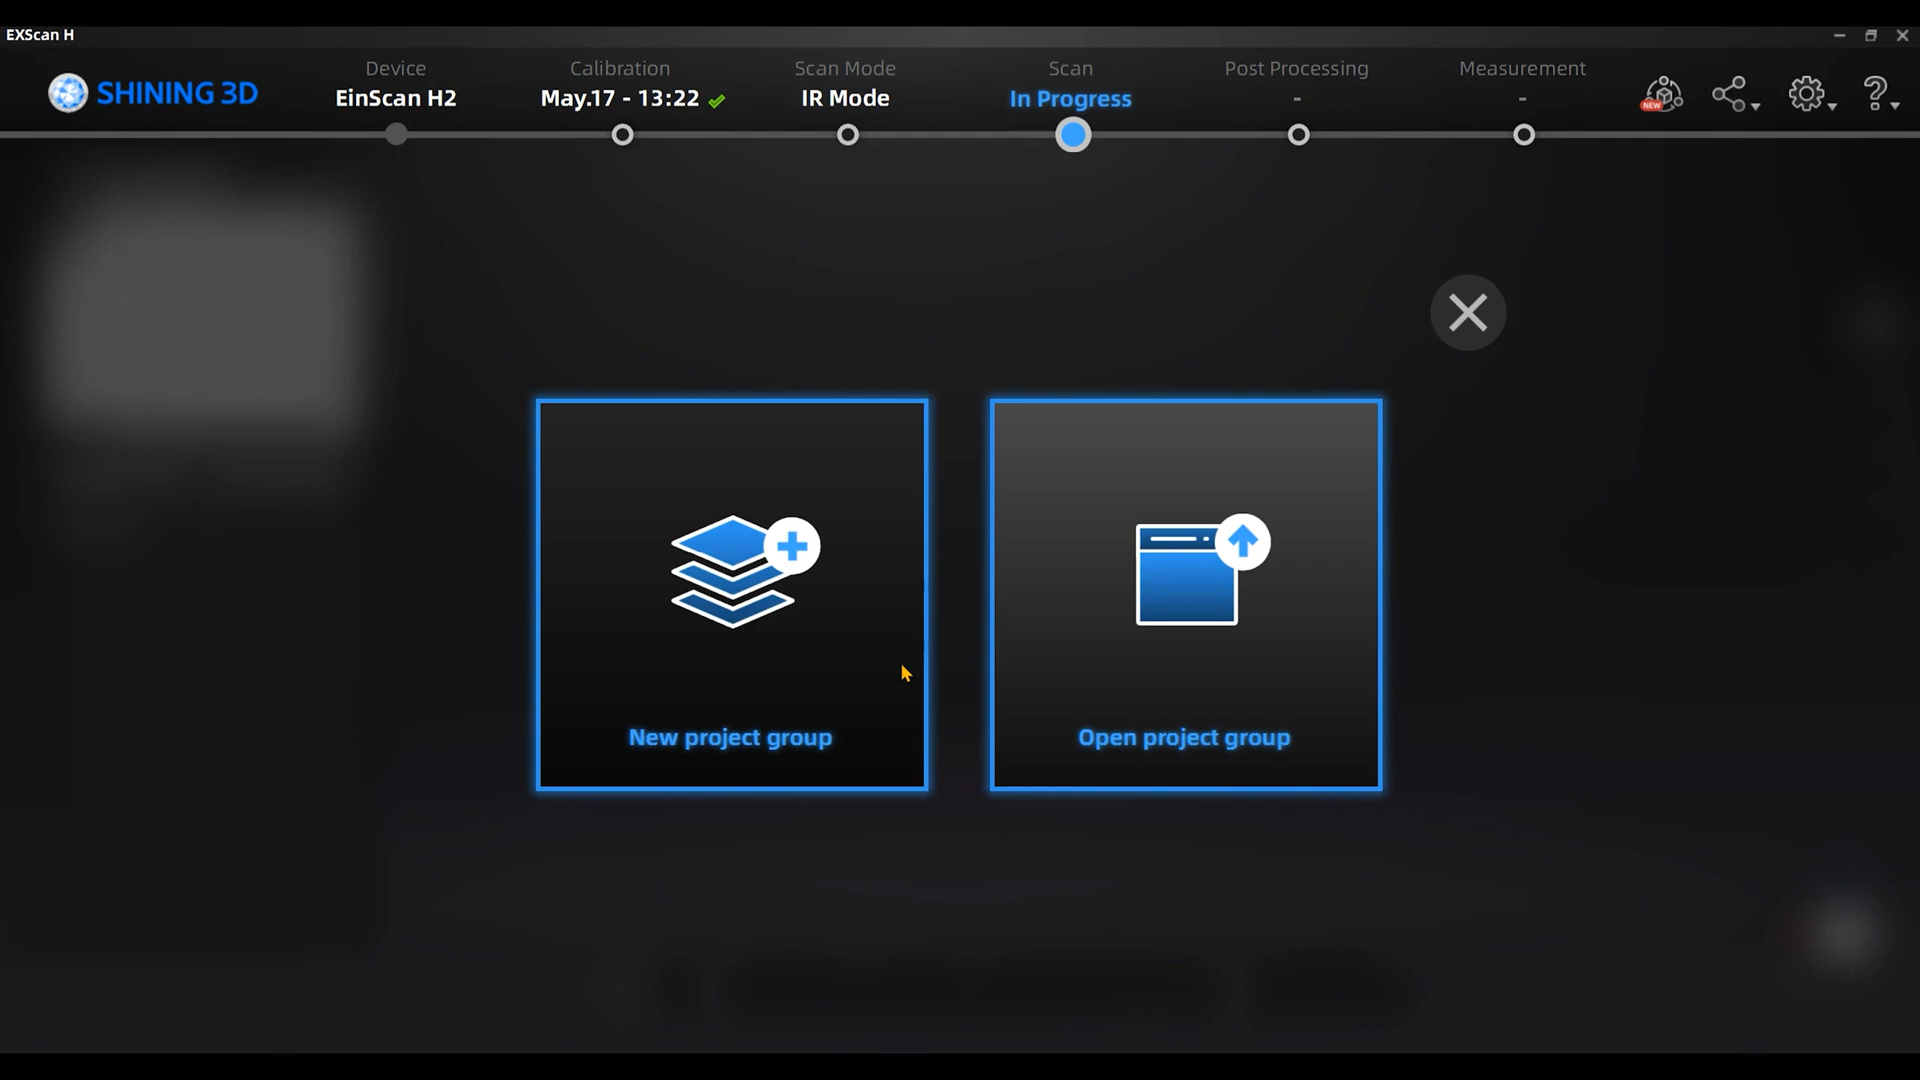 EXScan H
SHINING 3D
Device
EinScan H2
Calibration
May.17 - 13:22
Scan Mode
IR Mode
Scan
In Progress
Post Processing
-
Measurement
-
NEW
?
New project group
Open project group